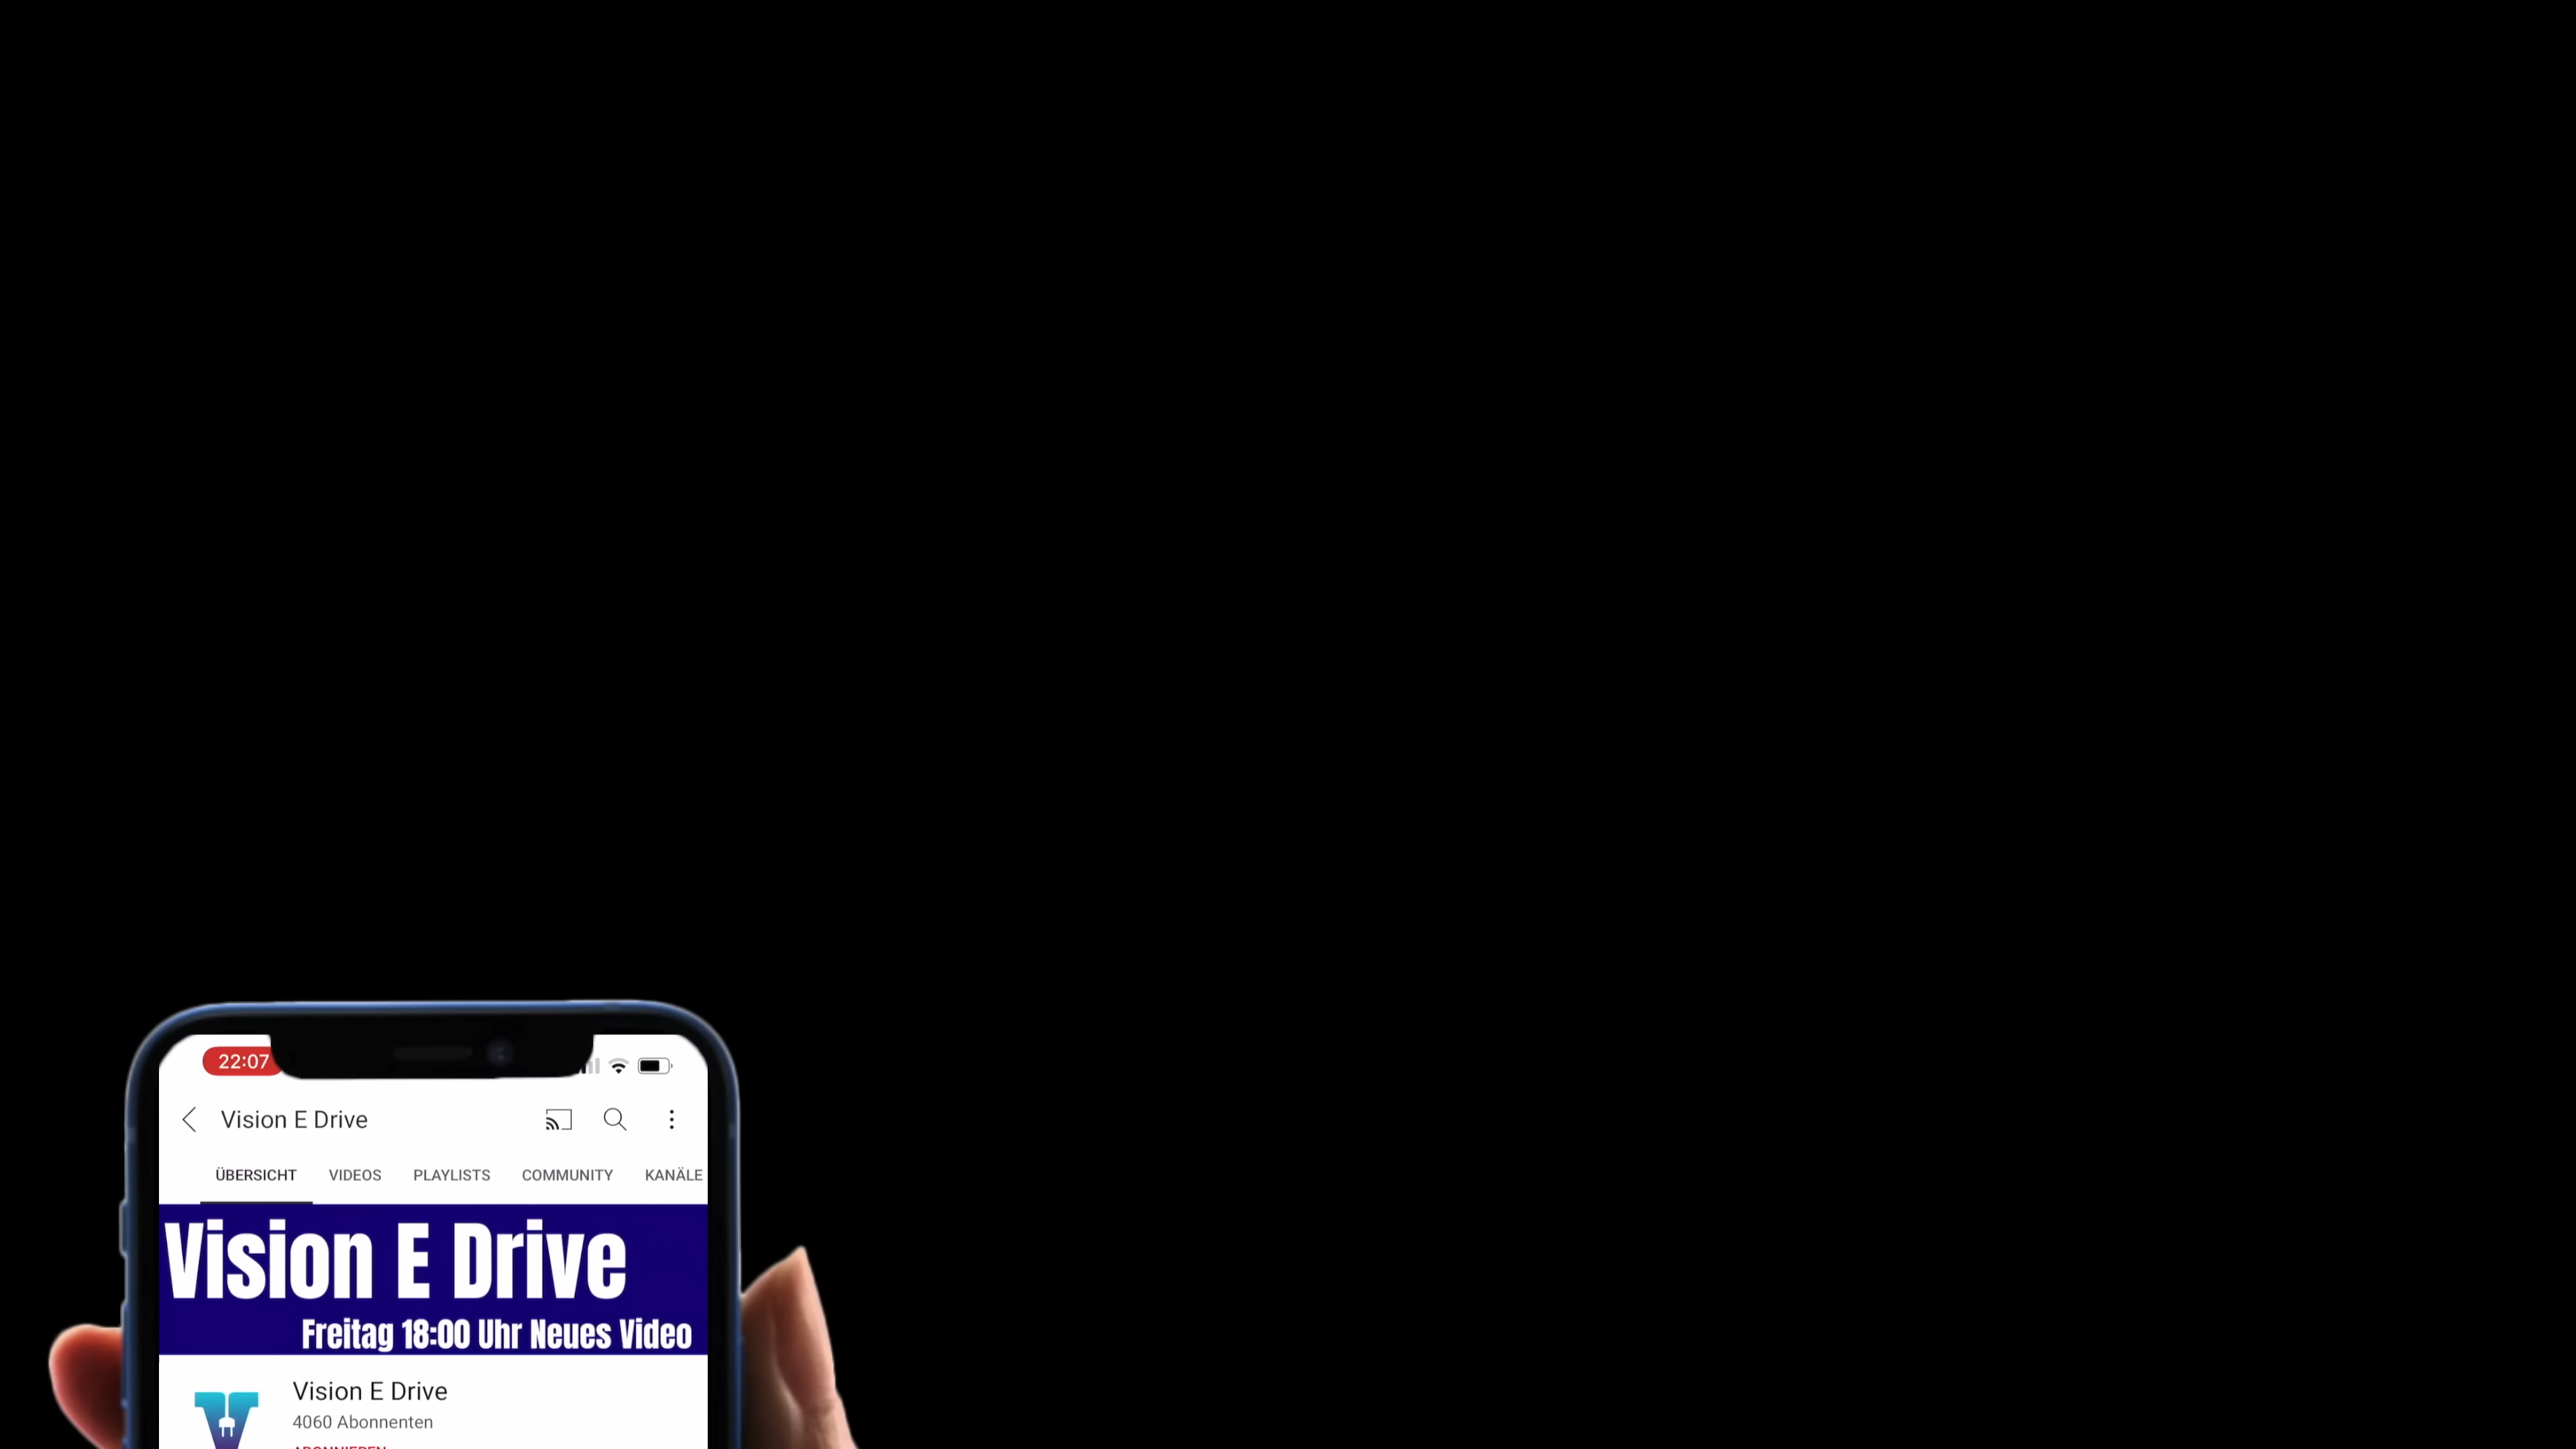 22:07
Vision E Drive
ÜBERSICHT VIDEOS PLAYLISTS COMMUNITY KANÄLE
Vision E Drive
Freitag 18:00 Uhr Neues Video
Vision E Drive
4060 Abonnenten
ABONNIEREN